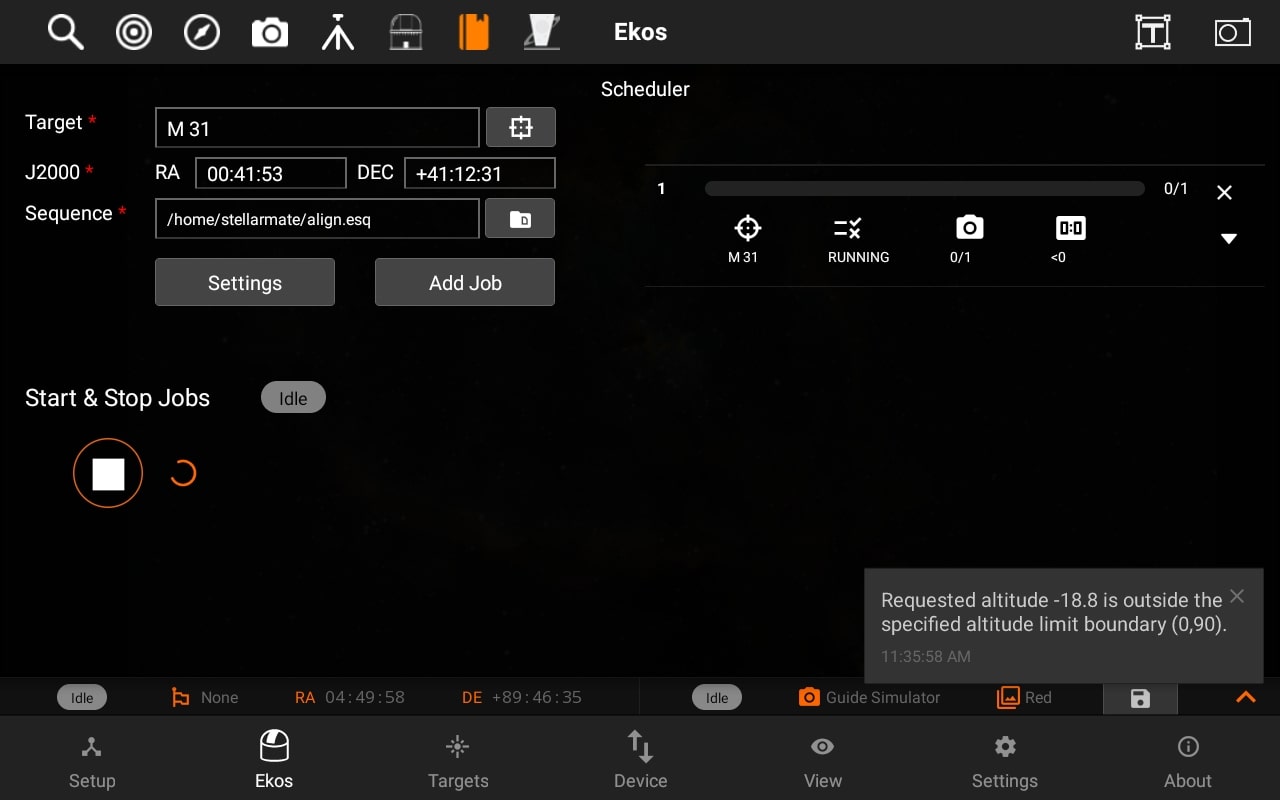 Ekos
Scheduler
Target *
M 31
J2000 *
RA
00:41:53
DEC
+41:12:31
Sequence *
/home/stellarmate/align.esq
Settings
Add Job
1
0/1
M 31
RUNNING
0/1
<0
Start & Stop Jobs
Idle
Requested altitude -18.8 is outside the
specified altitude limit boundary (0,90).
11:35:58 AM
Idle
None
RA 04:49:58
DE +89:46:35
Idle
Guide Simulator
Red
Setup
Ekos
Targets
Device
View
Settings
About